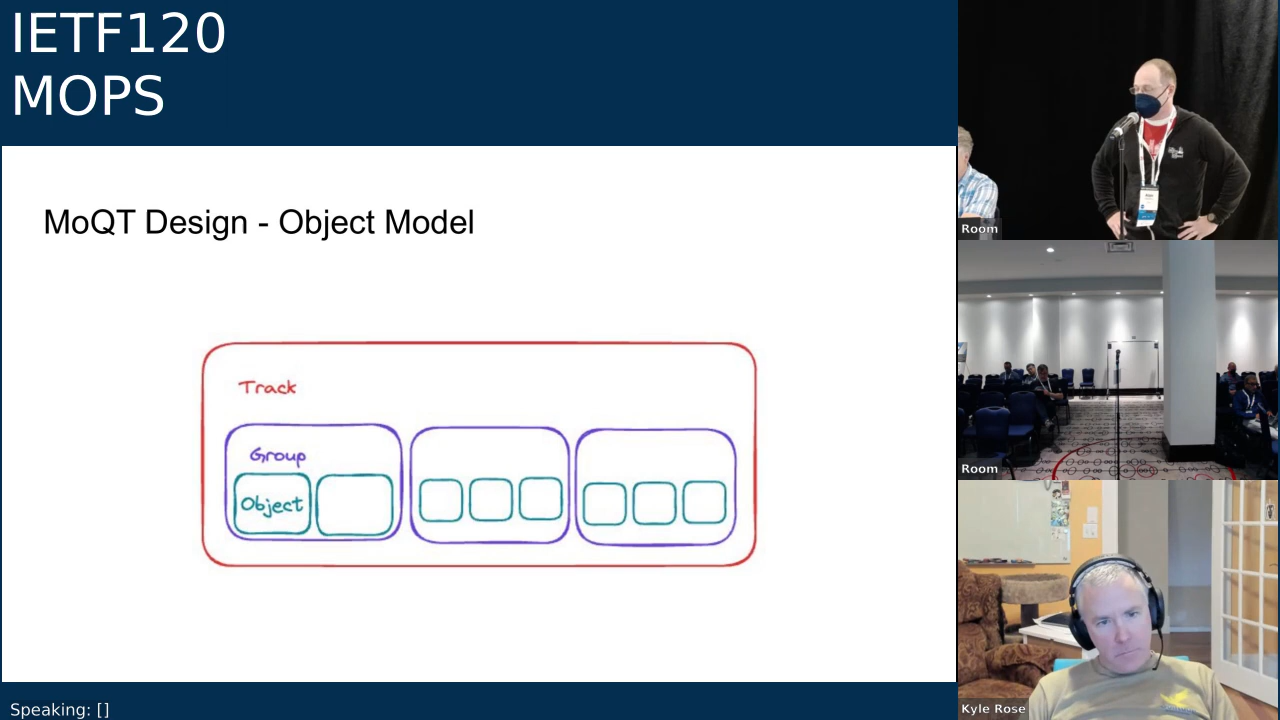 IETF120
MOPS
MoQT Design - Object Model
Track
Group
Object
Speaking: []
Room
Room
Kyle Rose